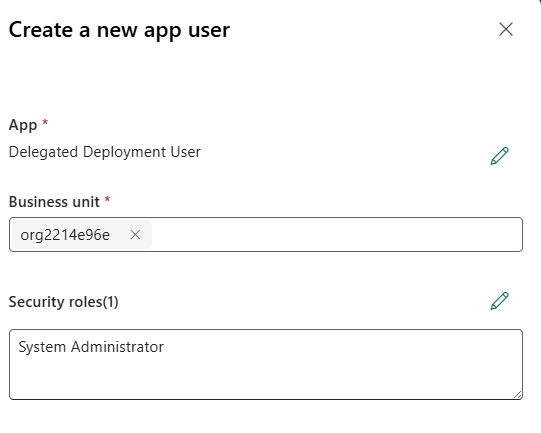 Create a new app user
App *
Delegated Deployment User
Business unit *
org2214e96e
Security roles(1)
System Administrator